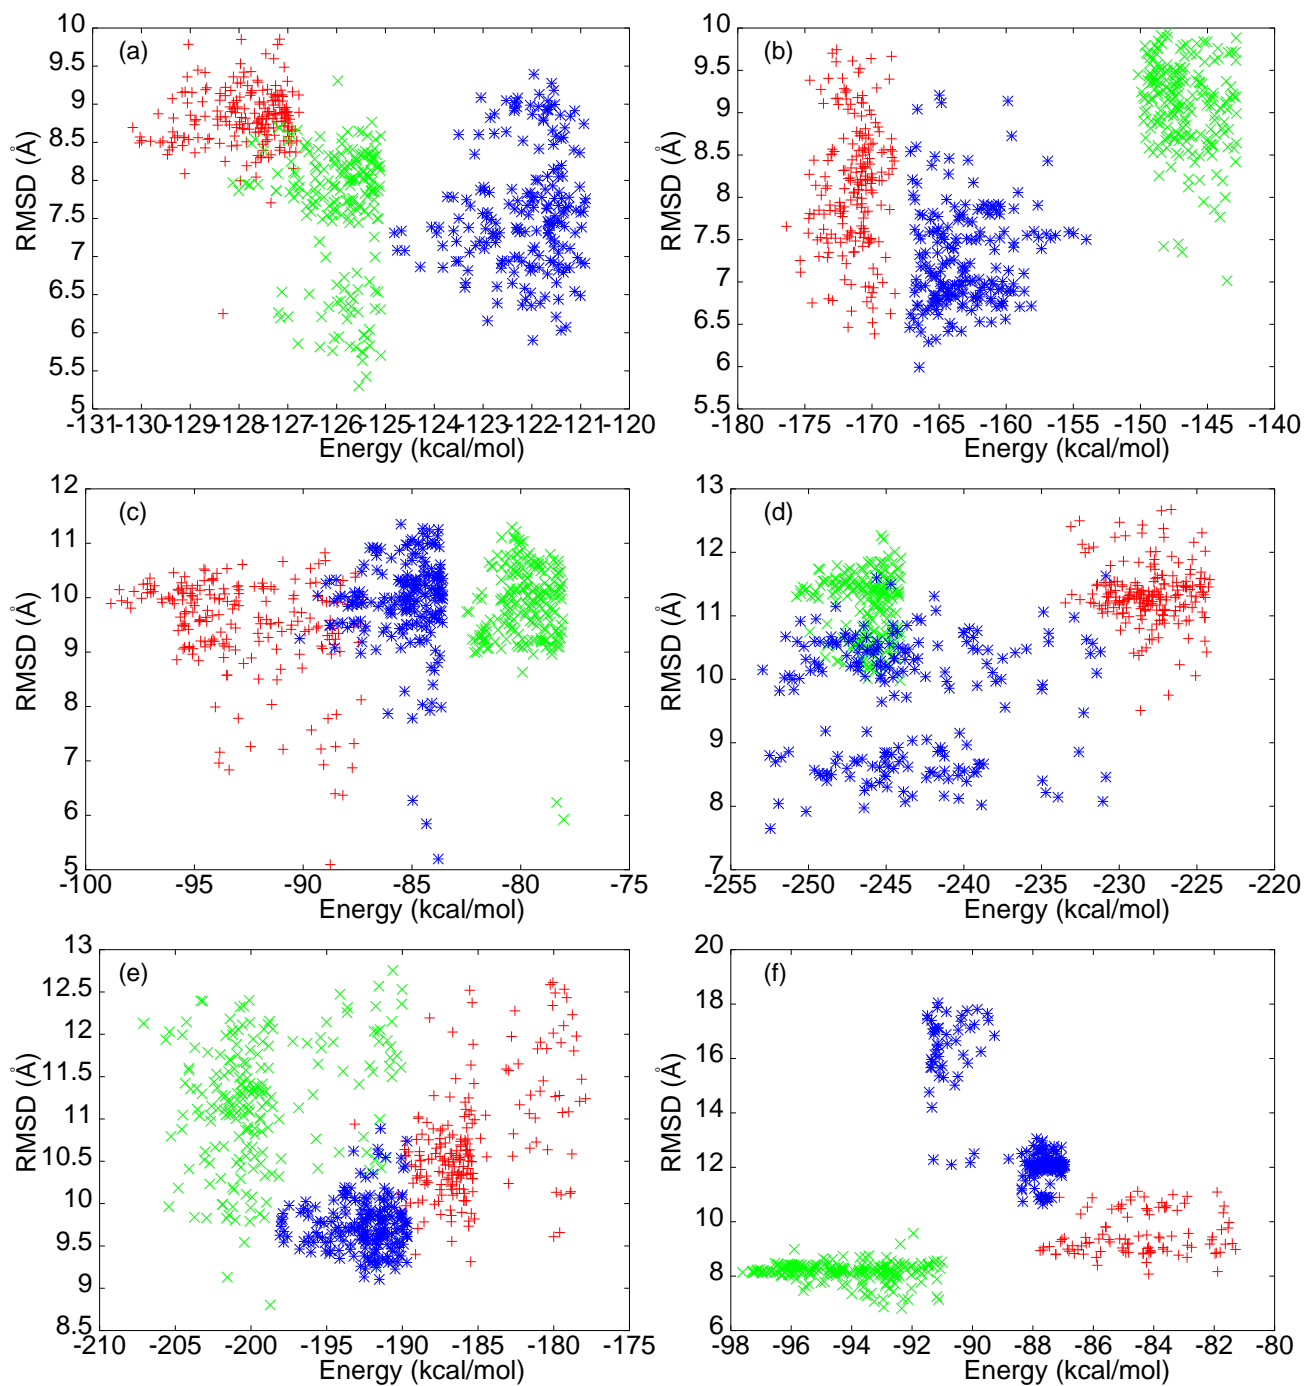 (a)
10
9.5
9
8.5
8
7.5
7
6.5
6
5.5
5
RMSD (Å)
-131 -130 -129 -128 -127 -126 -125 -124 -123 -122 -121 -120
Energy (kcal/mol)
(b)
10
9.5
9
8.5
8
7.5
7
6.5
6
5.5
RMSD (Å)
-180 -175 -170 -165 -160 -155 -150 -145 -140
Energy (kcal/mol)
(c)
12
11
10
9
8
7
6
5
RMSD (Å)
-100 -95 -90 -85 -80 -75
Energy (kcal/mol)
(d)
13
12
11
10
9
8
7
RMSD (Å)
-255 -250 -245 -240 -235 -230 -225 -220
Energy (kcal/mol)
(e)
13
12.5
12
11.5
11
10.5
10
9.5
9
8.5
RMSD (Å)
-210 -205 -200 -195 -190 -185 -180 -175
Energy (kcal/mol)
(f)
20
18
16
14
12
10
8
6
RMSD (Å)
-98 -96 -94 -92 -90 -88 -86 -84 -82 -80
Energy (kcal/mol)